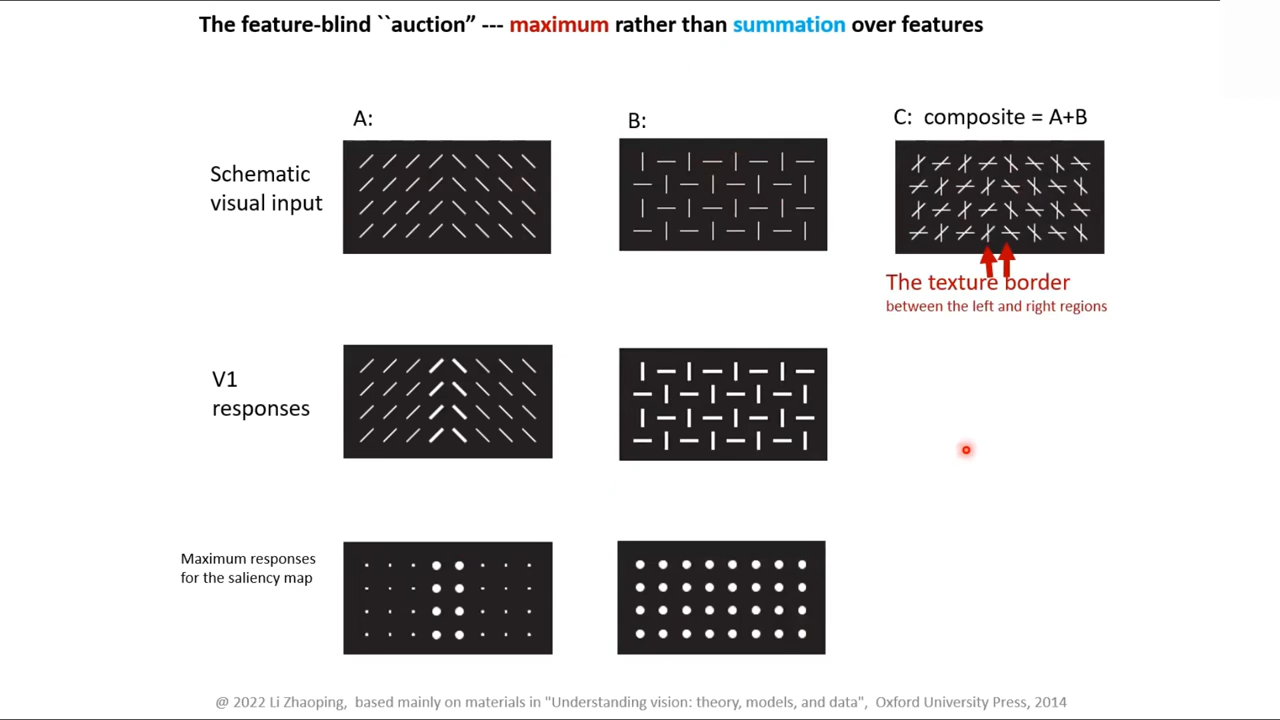 The feature-blind ``auction” --- maximum rather than summation over features
A:
B:
C: composite = A+B
Schematic
visual input
The texture border
between the left and right regions
V1
responses
Maximum responses
for the saliency map
@ 2022 Li Zhaoping, based mainly on materials in "Understanding vision: theory, models, and data", Oxford University Press, 2014